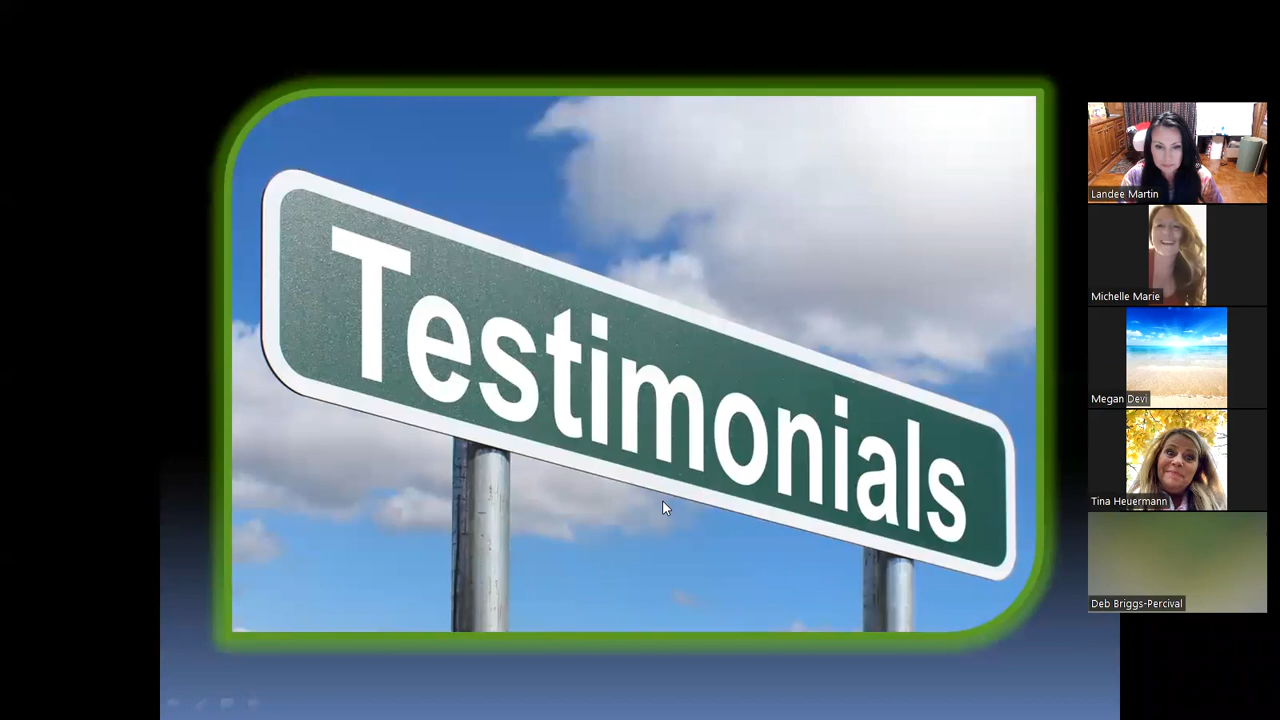 Testimonials
Landee Martin
Michelle Marie
Megan Devi
Tina Heuermann
Deb Briggs-Percival